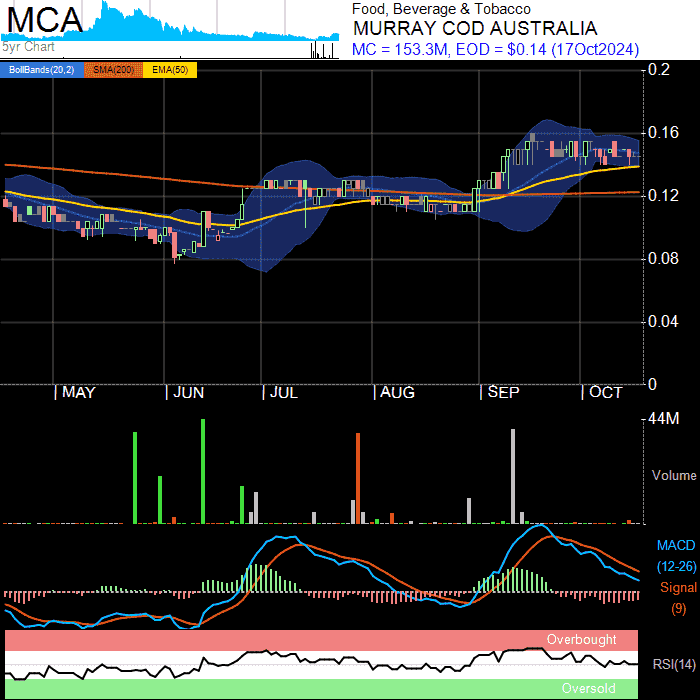 MCA
5yr Chart
Food, Beverage & Tobacco
MURRAY COD AUSTRALIA
MC = 153.3M, EOD = $0.14 (17Oct2024)
BollBands(20,2) SMA(200) EMA(50)
0.2
0.16
0.12
0.08
0.04
0
MAY JUN JUL AUG SEP OCT
44M
Volume
MACD
(12-26)
Signal
(9)
Overbought
RSI(14)
Oversold